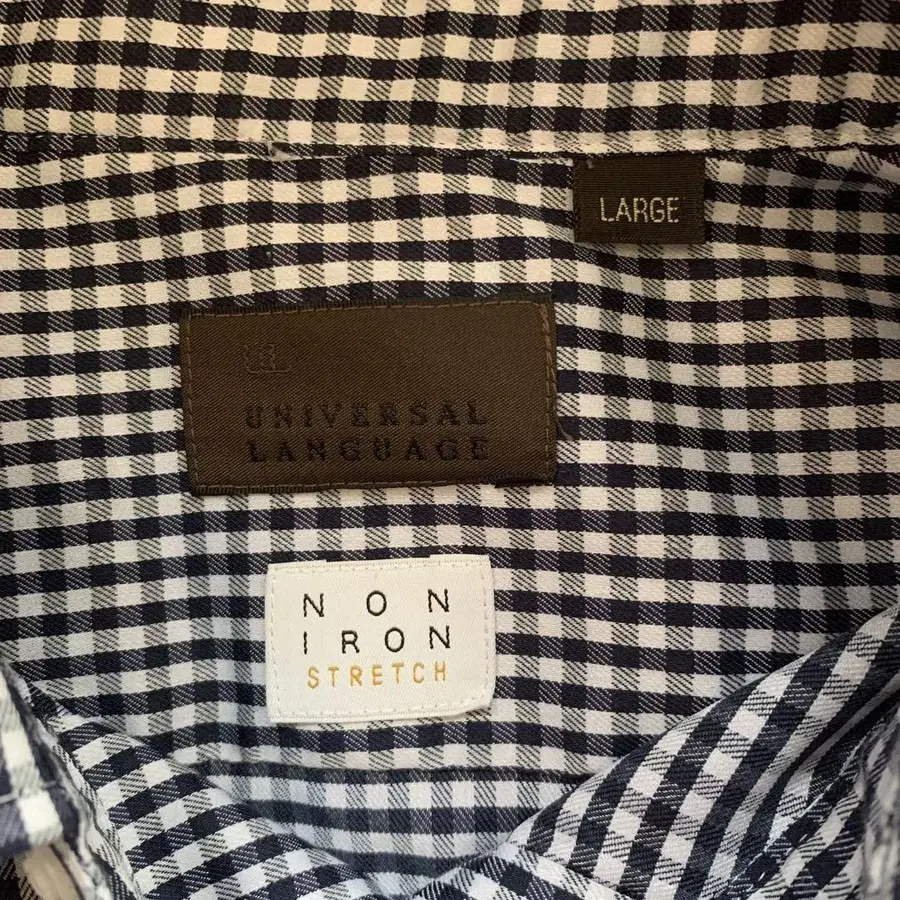 LARGE
UNIVERSAL
LANGUAGE
NON
IRON
STRETCH